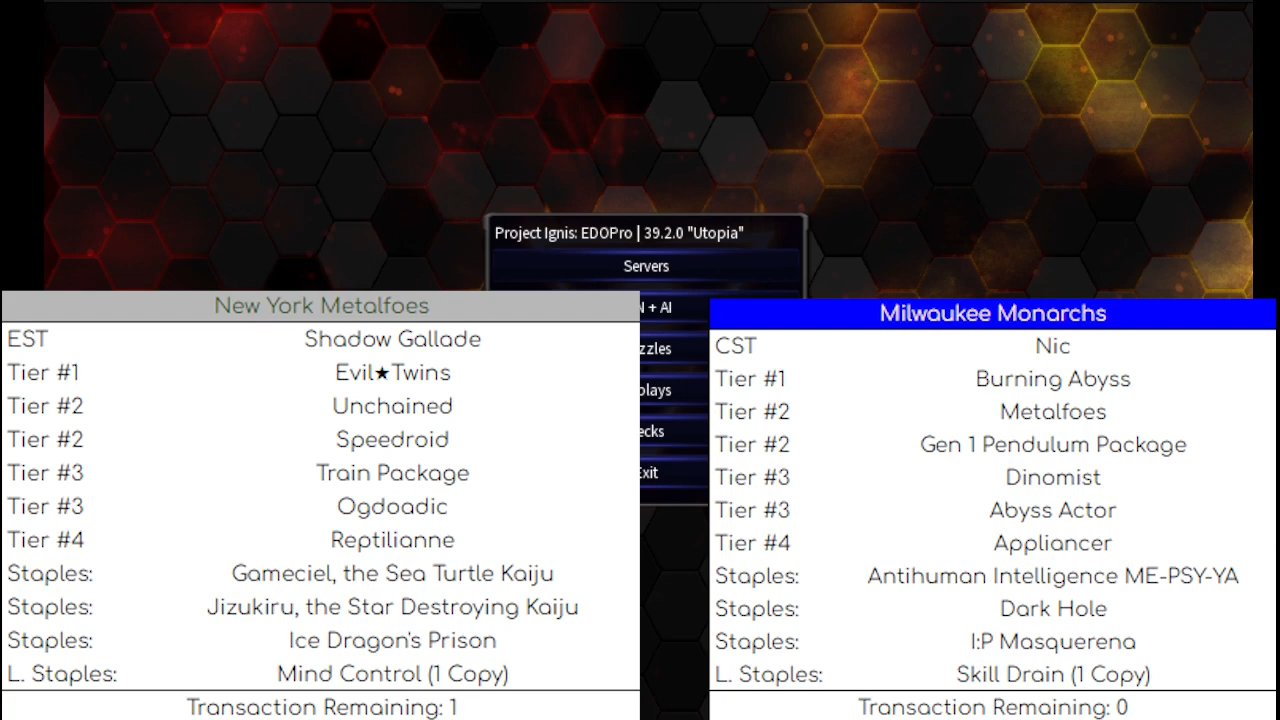 Project Ignis: EDOPro | 39.2.0 "Utopia"
Servers
N + AI
zzles
plays
ecks
Exit
New York Metalfoes
EST Shadow Gallade
Tier #1 Evil★Twins
Tier #2 Unchained
Tier #2 Speedroid
Tier #3 Train Package
Tier #3 Ogdoadic
Tier #4 Reptilianne
Staples: Gameciel, the Sea Turtle Kaiju
Staples: Jizukiru, the Star Destroying Kaiju
Staples: Ice Dragon's Prison
L. Staples: Mind Control (1 Copy)
Transaction Remaining: 1
Milwaukee Monarchs
CST Nic
Tier #1 Burning Abyss
Tier #2 Metalfoes
Tier #2 Gen 1 Pendulum Package
Tier #3 Dinomist
Tier #3 Abyss Actor
Tier #4 Appliancer
Staples: Antihuman Intelligence ME-PSY-YA
Staples: Dark Hole
Staples: I:P Masquerena
L. Staples: Skill Drain (1 Copy)
Transaction Remaining: 0